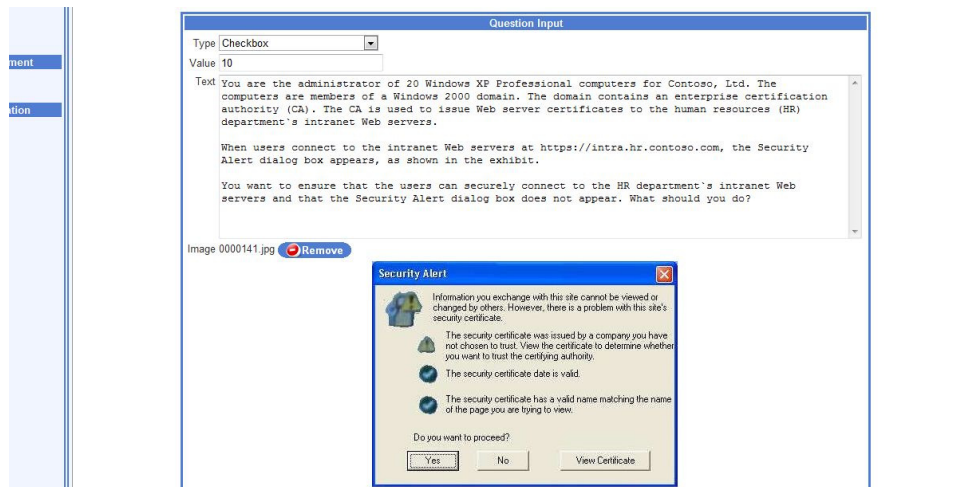 Question Input
ment
ation
Type Checkbox
Value 10
Text You are the administrator of 20 Windows XP Professional computers for Contoso, Ltd. The
computers are members of a Windows 2000 domain. The domain contains an enterprise certification
authority (CA). The CA is used to issue Web server certificates to the human resources (HR)
department`s intranet Web servers.
When users connect to the intranet Web servers at https://intra.hr.contoso.com, the Security
Alert dialog box appears, as shown in the exhibit.
You want to ensure that the users can securely connect to the HR department`s intranet Web
servers and that the Security Alert dialog box does not appear. What should you do?
Image 0000141.jpg Remove
Security Alert
Information you exchange with this site cannot be viewed or
changed by others. However, there is a problem with this site's
security certificate.
The security certificate was issued by a company you have
not chosen to trust. View the certificate to determine whether
you want to trust the certifying authority.
The security certificate date is valid.
The security certificate has a valid name matching the name
of the page you are trying to view.
Do you want to proceed?
Yes No View Certificate